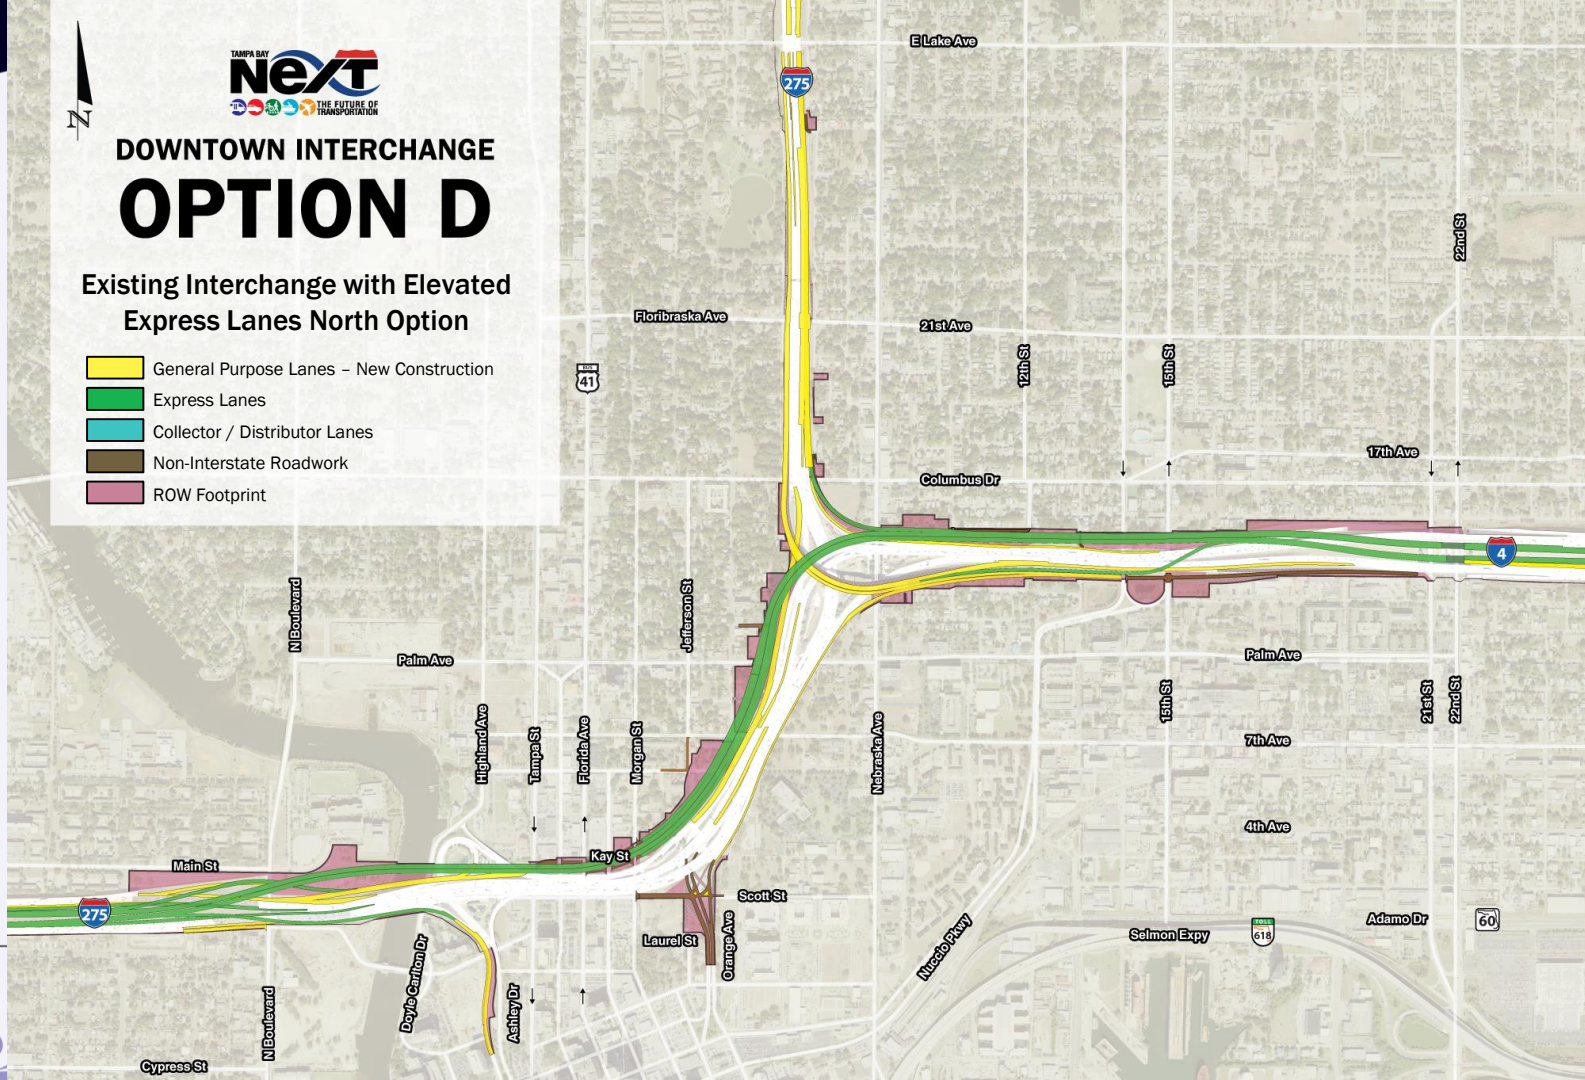 TAMPA BAY
NeXT
THE FUTURE OF
TRANSPORTATION
N
DOWNTOWN INTERCHANGE
OPTION D
Existing Interchange with Elevated
Express Lanes North Option
General Purpose Lanes – New Construction
Express Lanes
Collector / Distributor Lanes
Non-Interstate Roadwork
ROW Footprint
E Lake Ave
275
22nd St
Floribraska Ave
21st Ave
41
12th St
15th St
17th Ave
Columbus Dr
4
N Boulevard
Jefferson St
Palm Ave
Palm Ave
15th St
21st St
22nd St
Highland Ave
Tampa St
Florida Ave
Morgan St
Nebraska Ave
7th Ave
4th Ave
Kay St
Main St
Scott St
275
Laurel St
Orange Ave
Nuccio Pkwy
Selmon Expy
TOLL
618
Adamo Dr
60
Doyle Carlton Dr
Ashley Dr
N Boulevard
Cypress St